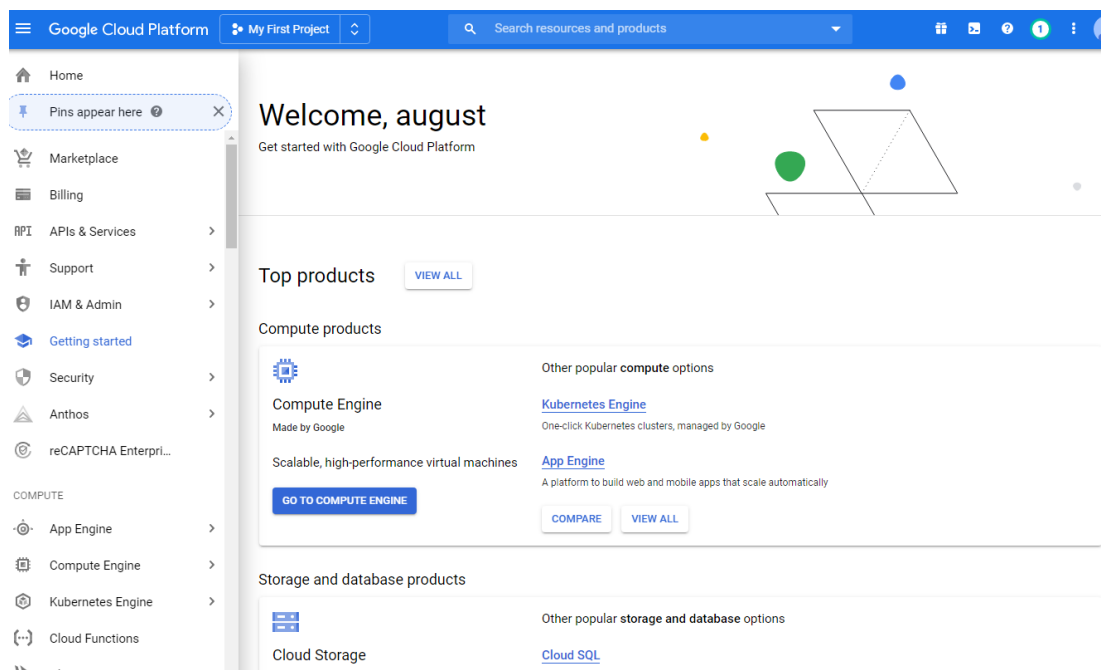 Google Cloud Platform
My First Project
Search resources and products
1
Home
Pins appear here
Marketplace
Billing
API APIs & Services
Support
IAM & Admin
Getting started
Security
Anthos
reCAPTCHA Enterpri...
COMPUTE
App Engine
Compute Engine
Kubernetes Engine
Cloud Functions
Welcome, august
Get started with Google Cloud Platform
Top products
VIEW ALL
Compute products
Compute Engine
Made by Google
Scalable, high-performance virtual machines
GO TO COMPUTE ENGINE
Other popular compute options
Kubernetes Engine
One-click Kubernetes clusters, managed by Google
App Engine
A platform to build web and mobile apps that scale automatically
COMPARE
VIEW ALL
Storage and database products
Cloud Storage
Other popular storage and database options
Cloud SQL